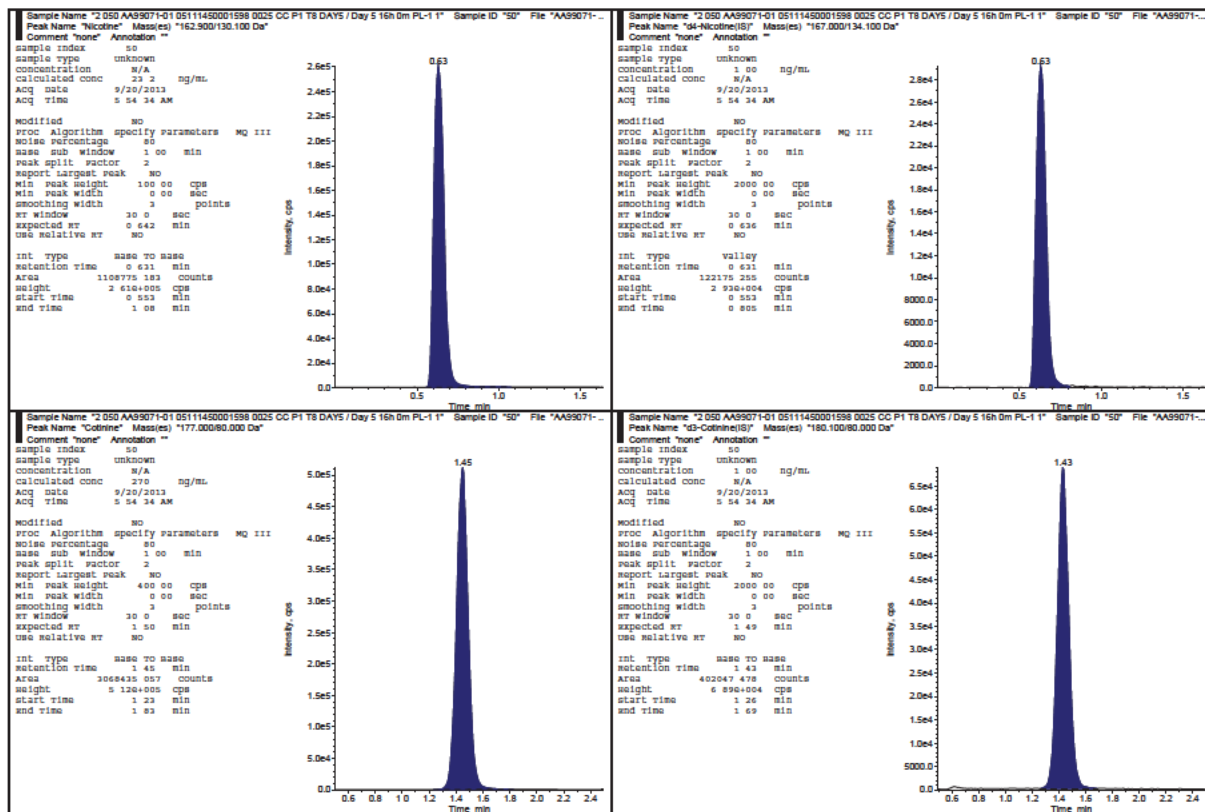 Sample Name "2 050 AA99071-01 05111450001598 0025 CC P1 T8 DAYS / Day 5 16h 0m PL-1 1" Sample ID "50" File "AA99071-...
Peak Name "Nicotine" Mass(es) "162.900/130.100 Da"
Comment "none" Annotation ""
Sample Index 50
Sample Type Unknown
Concentration N/A
Calculated Conc 23 2 ng/mL
Acq Date 9/20/2013
Acq Time 5 54 34 AM
Modified NO
Proc Algorithm Specify Parameters MQ III
Noise Percentage 80
Base Sub Window 1 00 min
Peak Split Factor 2
Report Largest Peak NO
Min Peak Height 100 00 cps
Min Peak Width 0 00 sec
Smoothing Width 3 points
RT Window 30 0 sec
Expected RT 0 642 min
Use Relative RT NO
Int Type Base To Base
Retention Time 0 631 min
Area 1108775 183 counts
Height 2 61e+005 cps
Start Time 0 553 min
End Time 1 08 min
0.63
Intensity, cps
2.6e5
2.4e5
2.2e5
2.0e5
1.8e5
1.6e5
1.4e5
1.2e5
1.0e5
8.0e4
6.0e4
4.0e4
2.0e4
0.0
0.5 1.0 1.5
Time, min
Sample Name "2 050 AA99071-01 05111450001598 0025 CC P1 T8 DAYS / Day 5 16h 0m PL-1 1" Sample ID "50" File "AA99071-...
Peak Name "d4-Nicotine(IS)" Mass(es) "167.000/134.100 Da"
Comment "none" Annotation ""
Sample Index 50
Sample Type Unknown
Concentration 1 00 ng/mL
Calculated Conc N/A
Acq Date 9/20/2013
Acq Time 5 54 34 AM
Modified NO
Proc Algorithm Specify Parameters MQ III
Noise Percentage 80
Base Sub Window 1 00 min
Peak Split Factor 2
Report Largest Peak NO
Min Peak Height 2000 00 cps
Min Peak Width 0 00 sec
Smoothing Width 3 points
RT Window 30 0 sec
Expected RT 0 636 min
Use Relative RT NO
Int Type Valley
Retention Time 0 631 min
Area 122175 255 counts
Height 2 93e+004 cps
Start Time 0 553 min
End Time 0 805 min
0.63
Intensity, cps
2.8e4
2.6e4
2.4e4
2.2e4
2.0e4
1.8e4
1.6e4
1.4e4
1.2e4
1.0e4
8000.0
6000.0
4000.0
2000.0
0.0
0.5 1.0 1.5
Time, min
Sample Name "2 050 AA99071-01 05111450001598 0025 CC P1 T8 DAYS / Day 5 16h 0m PL-1 1" Sample ID "50" File "AA99071-...
Peak Name "Cotinine" Mass(es) "177.000/80.000 Da"
Comment "none" Annotation ""
Sample Index 50
Sample Type Unknown
Concentration N/A
Calculated Conc 270 ng/mL
Acq Date 9/20/2013
Acq Time 5 54 34 AM
Modified NO
Proc Algorithm Specify Parameters MQ III
Noise Percentage 80
Base Sub Window 1 00 min
Peak Split Factor 2
Report Largest Peak NO
Min Peak Height 400 00 cps
Min Peak Width 0 00 sec
Smoothing Width 3 points
RT Window 30 0 sec
Expected RT 1 50 min
Use Relative RT NO
Int Type Base To Base
Retention Time 1 45 min
Area 3068435 057 counts
Height 5 12e+005 cps
Start Time 1 23 min
End Time 1 83 min
1.45
Intensity, cps
5.0e5
4.5e5
4.0e5
3.5e5
3.0e5
2.5e5
2.0e5
1.5e5
1.0e5
5.0e4
0.0
0.6 0.8 1.0 1.2 1.4 1.6 1.8 2.0 2.2 2.4
Time, min
Sample Name "2 050 AA99071-01 05111450001598 0025 CC P1 T8 DAYS / Day 5 16h 0m PL-1 1" Sample ID "50" File "AA99071-...
Peak Name "d3-Cotinine(IS)" Mass(es) "180.100/80.000 Da"
Comment "none" Annotation ""
Sample Index 50
Sample Type Unknown
Concentration 1 00 ng/mL
Calculated Conc N/A
Acq Date 9/20/2013
Acq Time 5 54 34 AM
Modified NO
Proc Algorithm Specify Parameters MQ III
Noise Percentage 80
Base Sub Window 1 00 min
Peak Split Factor 2
Report Largest Peak NO
Min Peak Height 2000 00 cps
Min Peak Width 0 00 sec
Smoothing Width 3 points
RT Window 30 0 sec
Expected RT 1 49 min
Use Relative RT NO
Int Type Base To Base
Retention Time 1 43 min
Area 402047 478 counts
Height 6 89e+004 cps
Start Time 1 26 min
End Time 1 69 min
1.43
Intensity, cps
6.5e4
6.0e4
5.5e4
5.0e4
4.5e4
4.0e4
3.5e4
3.0e4
2.5e4
2.0e4
1.5e4
1.0e4
5000.0
0.0
0.6 0.8 1.0 1.2 1.4 1.6 1.8 2.0 2.2 2.4
Time, min